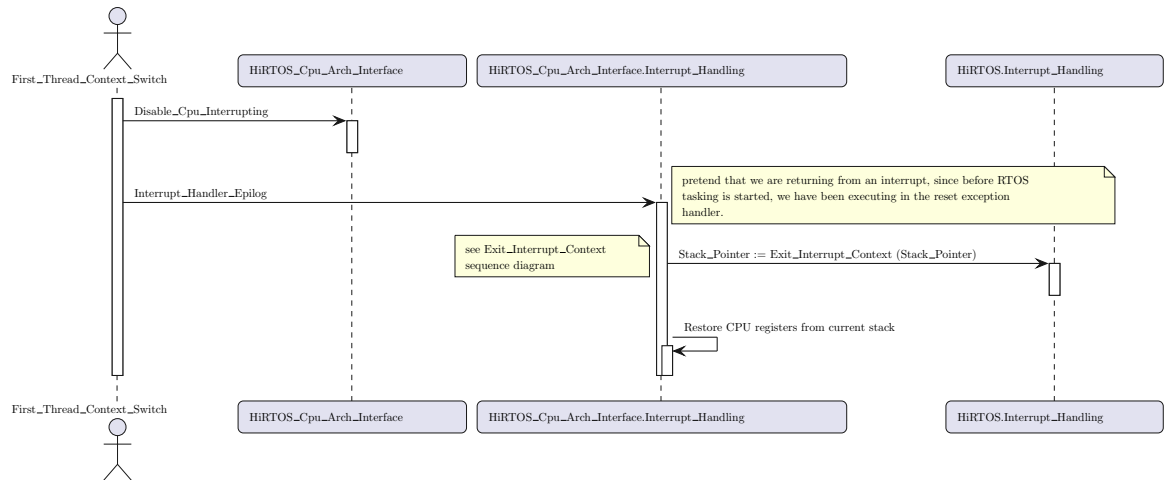 First_Thread_Context_Switch
HiRTOS_Cpu_Arch_Interface
HiRTOS_Cpu_Arch_Interface.Interrupt_Handling
HiRTOS.Interrupt_Handling
Disable_Cpu_Interrupting
Interrupt_Handler_Epilog
pretend that we are returning from an interrupt, since before RTOS
tasking is started, we have been executing in the reset exception
handler.
see Exit_Interrupt_Context
sequence diagram
Stack_Pointer := Exit_Interrupt_Context (Stack_Pointer)
Restore CPU registers from current stack
First_Thread_Context_Switch
HiRTOS_Cpu_Arch_Interface
HiRTOS_Cpu_Arch_Interface.Interrupt_Handling
HiRTOS.Interrupt_Handling